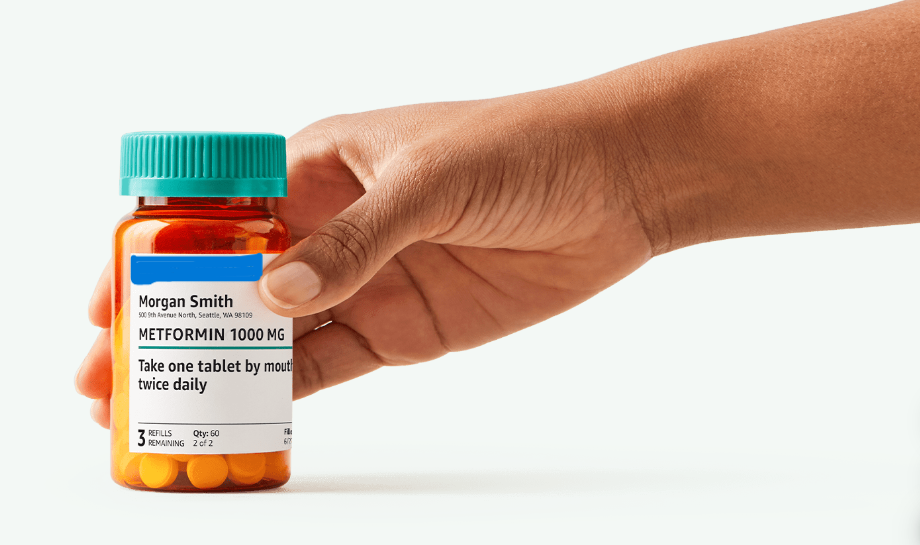 Morgan Smith
500 9th Avenue North, Seattle, WA 98109
METFORMIN 1000 MG
Take one tablet by mouth
twice daily
3 REFILLS REMAINING
Qty: 60
2 of 2